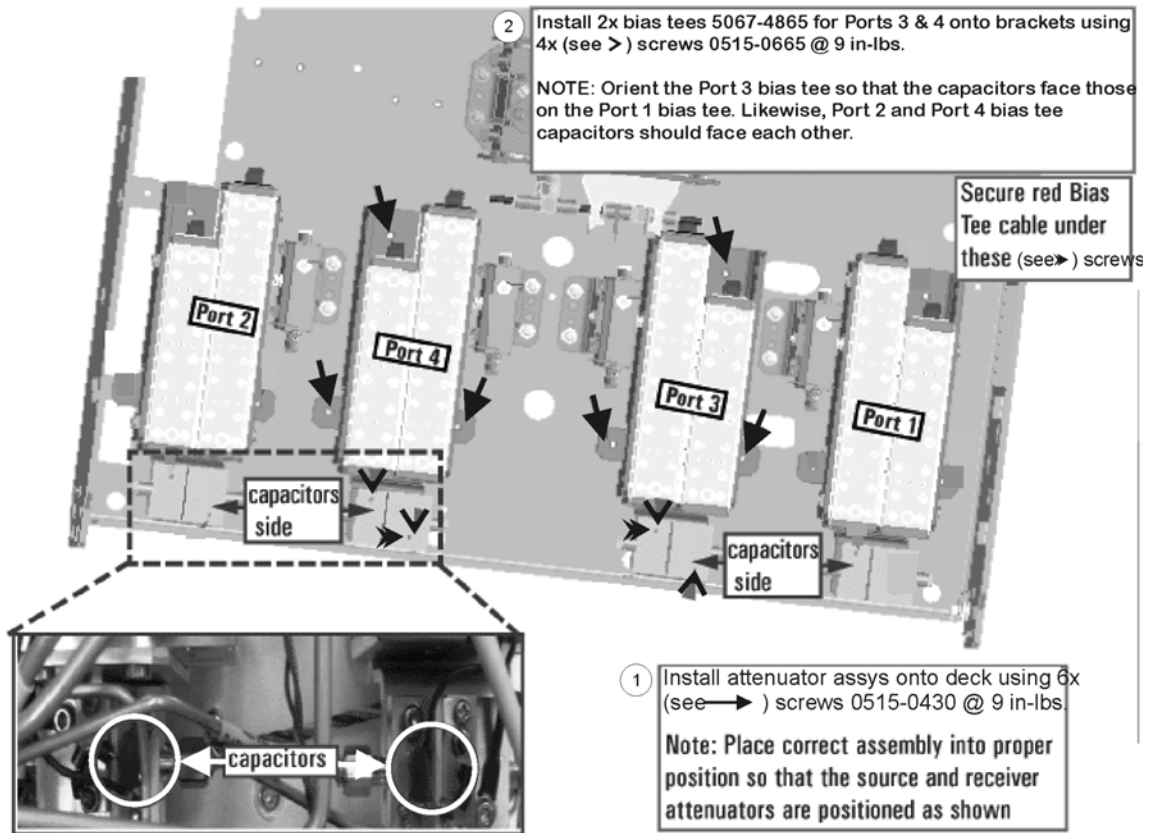 2
Install 2x bias tees 5067-4865 for Ports 3 & 4 onto brackets using
4x (see > ) screws 0515-0665 @ 9 in-lbs.
NOTE: Orient the Port 3 bias tee so that the capacitors face those
on the Port 1 bias tee. Likewise, Port 2 and Port 4 bias tee
capacitors should face each other.
Secure red Bias
Tee cable under
these (see➤ ) screws
Port 2
Port 4
Port 3
Port 1
capacitors
side
capacitors
side
capacitors
1
Install attenuator assys onto deck using 6x
(see → ) screws 0515-0430 @ 9 in-lbs.
Note: Place correct assembly into proper
position so that the source and receiver
attenuators are positioned as shown